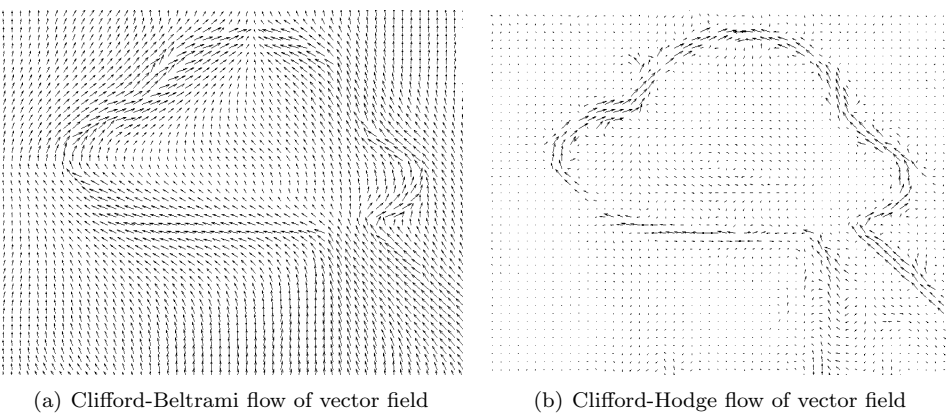 (a) Clifford-Beltrami flow of vector field
(b) Clifford-Hodge flow of vector field